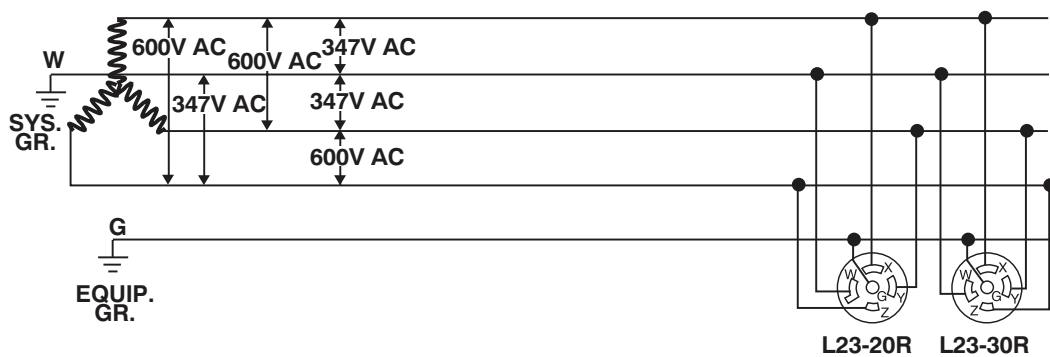 600V AC
347V AC
W
600V AC
347V AC
347V AC
SYS.
GR.
600V AC
G
EQUIP.
GR.
W
X
G
Y
Z
W
X
G
Y
Z
L23-20R
L23-30R